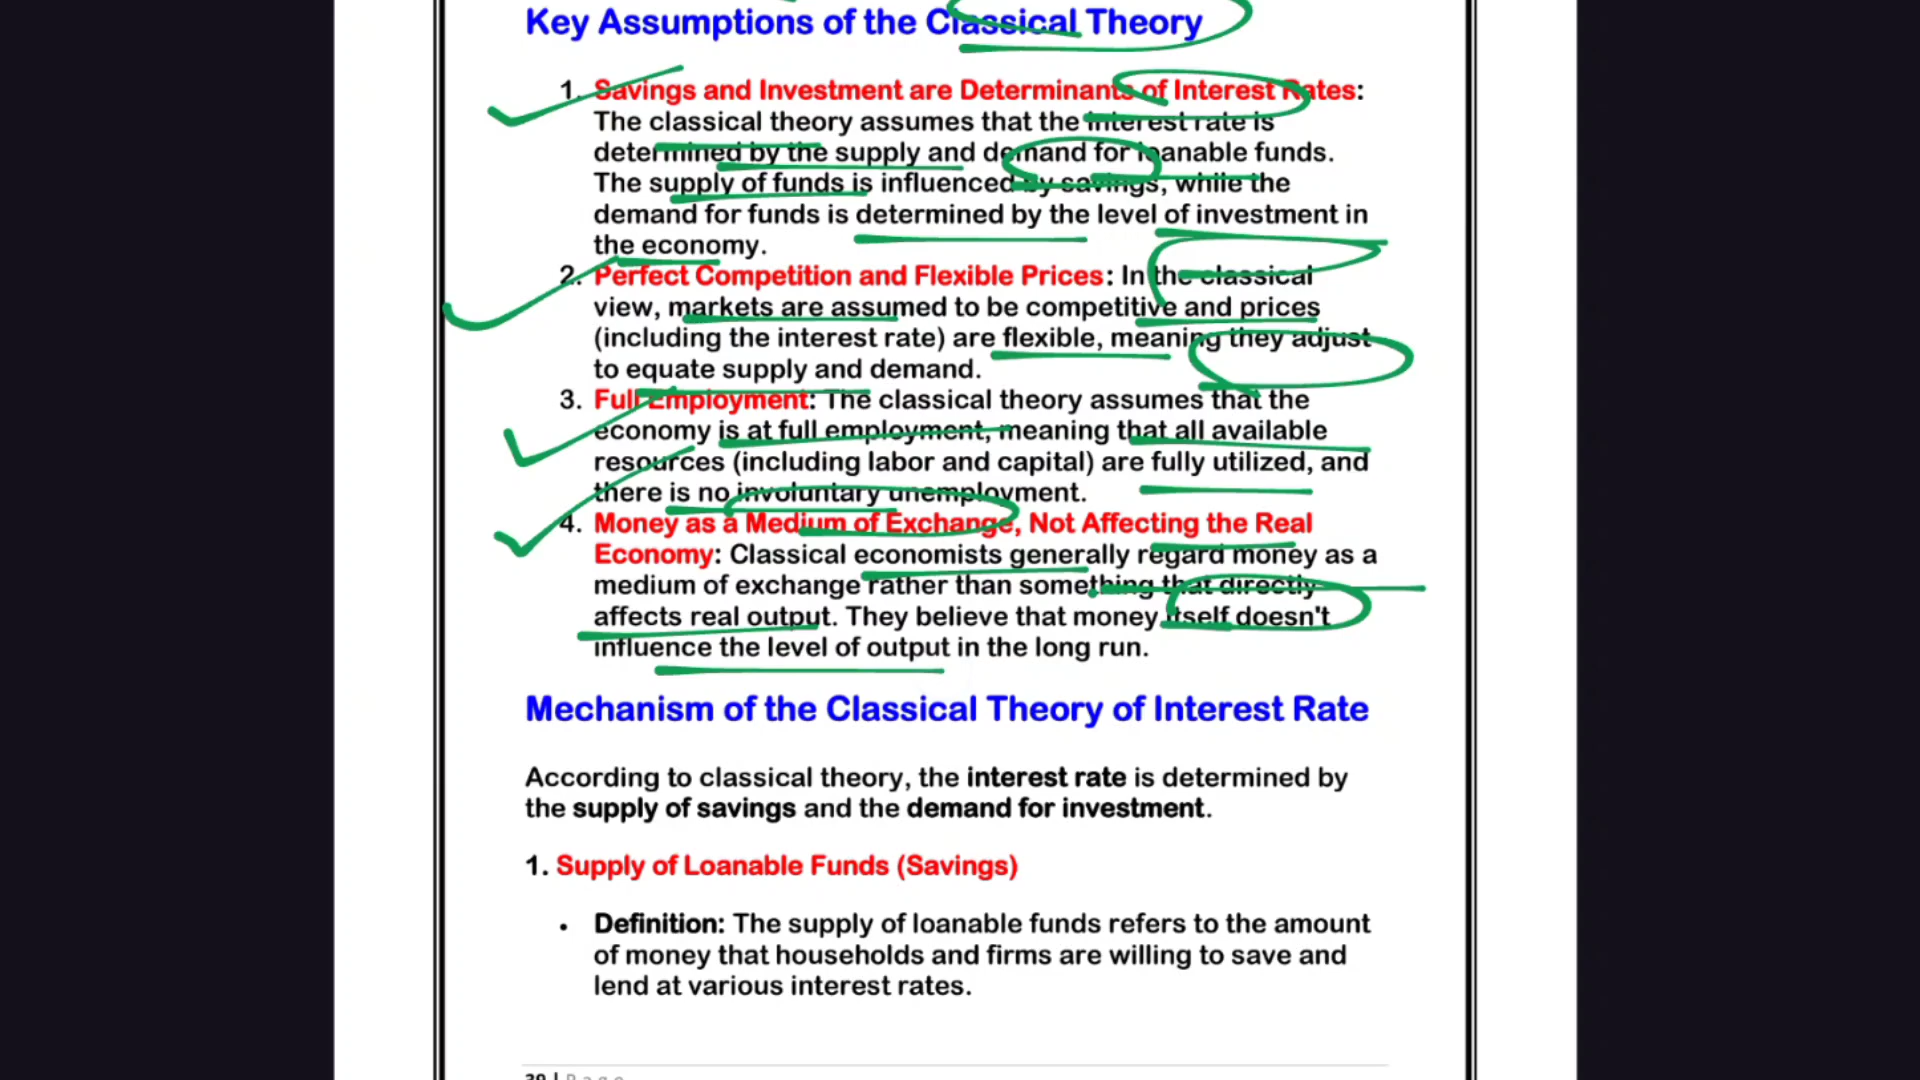 Key Assumptions of the Classical Theory
1. Savings and Investment are Determinants of Interest Rates:
The classical theory assumes that the interest rate is
determined by the supply and demand for loanable funds.
The supply of funds is influenced by savings, while the
demand for funds is determined by the level of investment in
the economy.
2. Perfect Competition and Flexible Prices: In the classical
view, markets are assumed to be competitive and prices
(including the interest rate) are flexible, meaning they adjust
to equate supply and demand.
3. Full Employment: The classical theory assumes that the
economy is at full employment, meaning that all available
resources (including labor and capital) are fully utilized, and
there is no involuntary unemployment.
4. Money as a Medium of Exchange, Not Affecting the Real
Economy: Classical economists generally regard money as a
medium of exchange rather than something that directly
affects real output. They believe that money itself doesn't
influence the level of output in the long run.
Mechanism of the Classical Theory of Interest Rate
According to classical theory, the interest rate is determined by
the supply of savings and the demand for investment.
1. Supply of Loanable Funds (Savings)
• Definition: The supply of loanable funds refers to the amount
of money that households and firms are willing to save and
lend at various interest rates.